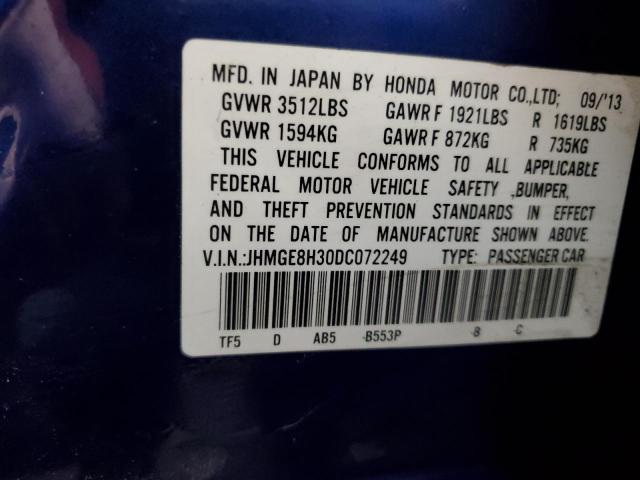 MFD. IN JAPAN BY HONDA MOTOR CO.,LTD; 09/'13
GVWR 3512LBS GAWR F 1921LBS R 1619LBS
GVWR 1594KG GAWR F 872KG R 735KG
THIS VEHICLE CONFORMS TO ALL APPLICABLE
FEDERAL MOTOR VEHICLE SAFETY ,BUMPER,
AND THEFT PREVENTION STANDARDS IN EFFECT
ON THE DATE OF MANUFACTURE SHOWN ABOVE.
V.I.N.:JHMGE8H30DC072249 TYPE: PASSENGER CAR
TF5 D AB5 -B553P -8 C